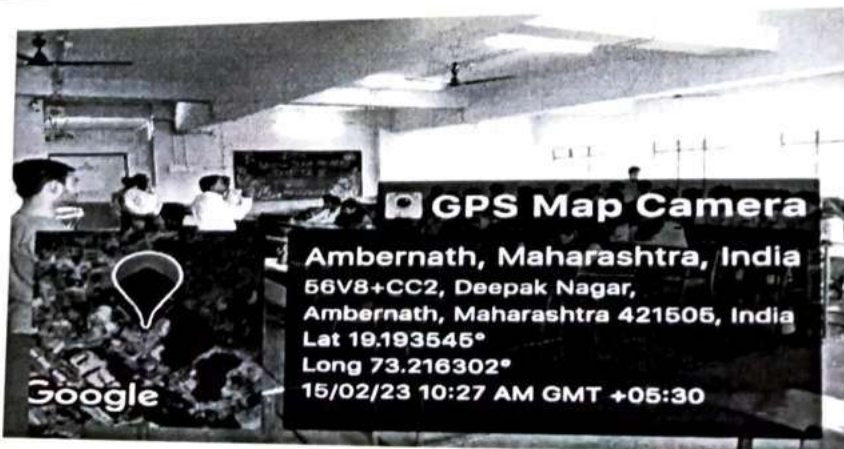 GPS Map Camera
Ambernath, Maharashtra, India
56V8+CC2, Deepak Nagar,
Ambernath, Maharashtra 421505, India
Lat 19.193545°
Long 73.216302°
15/02/23 10:27 AM GMT +05:30
Google